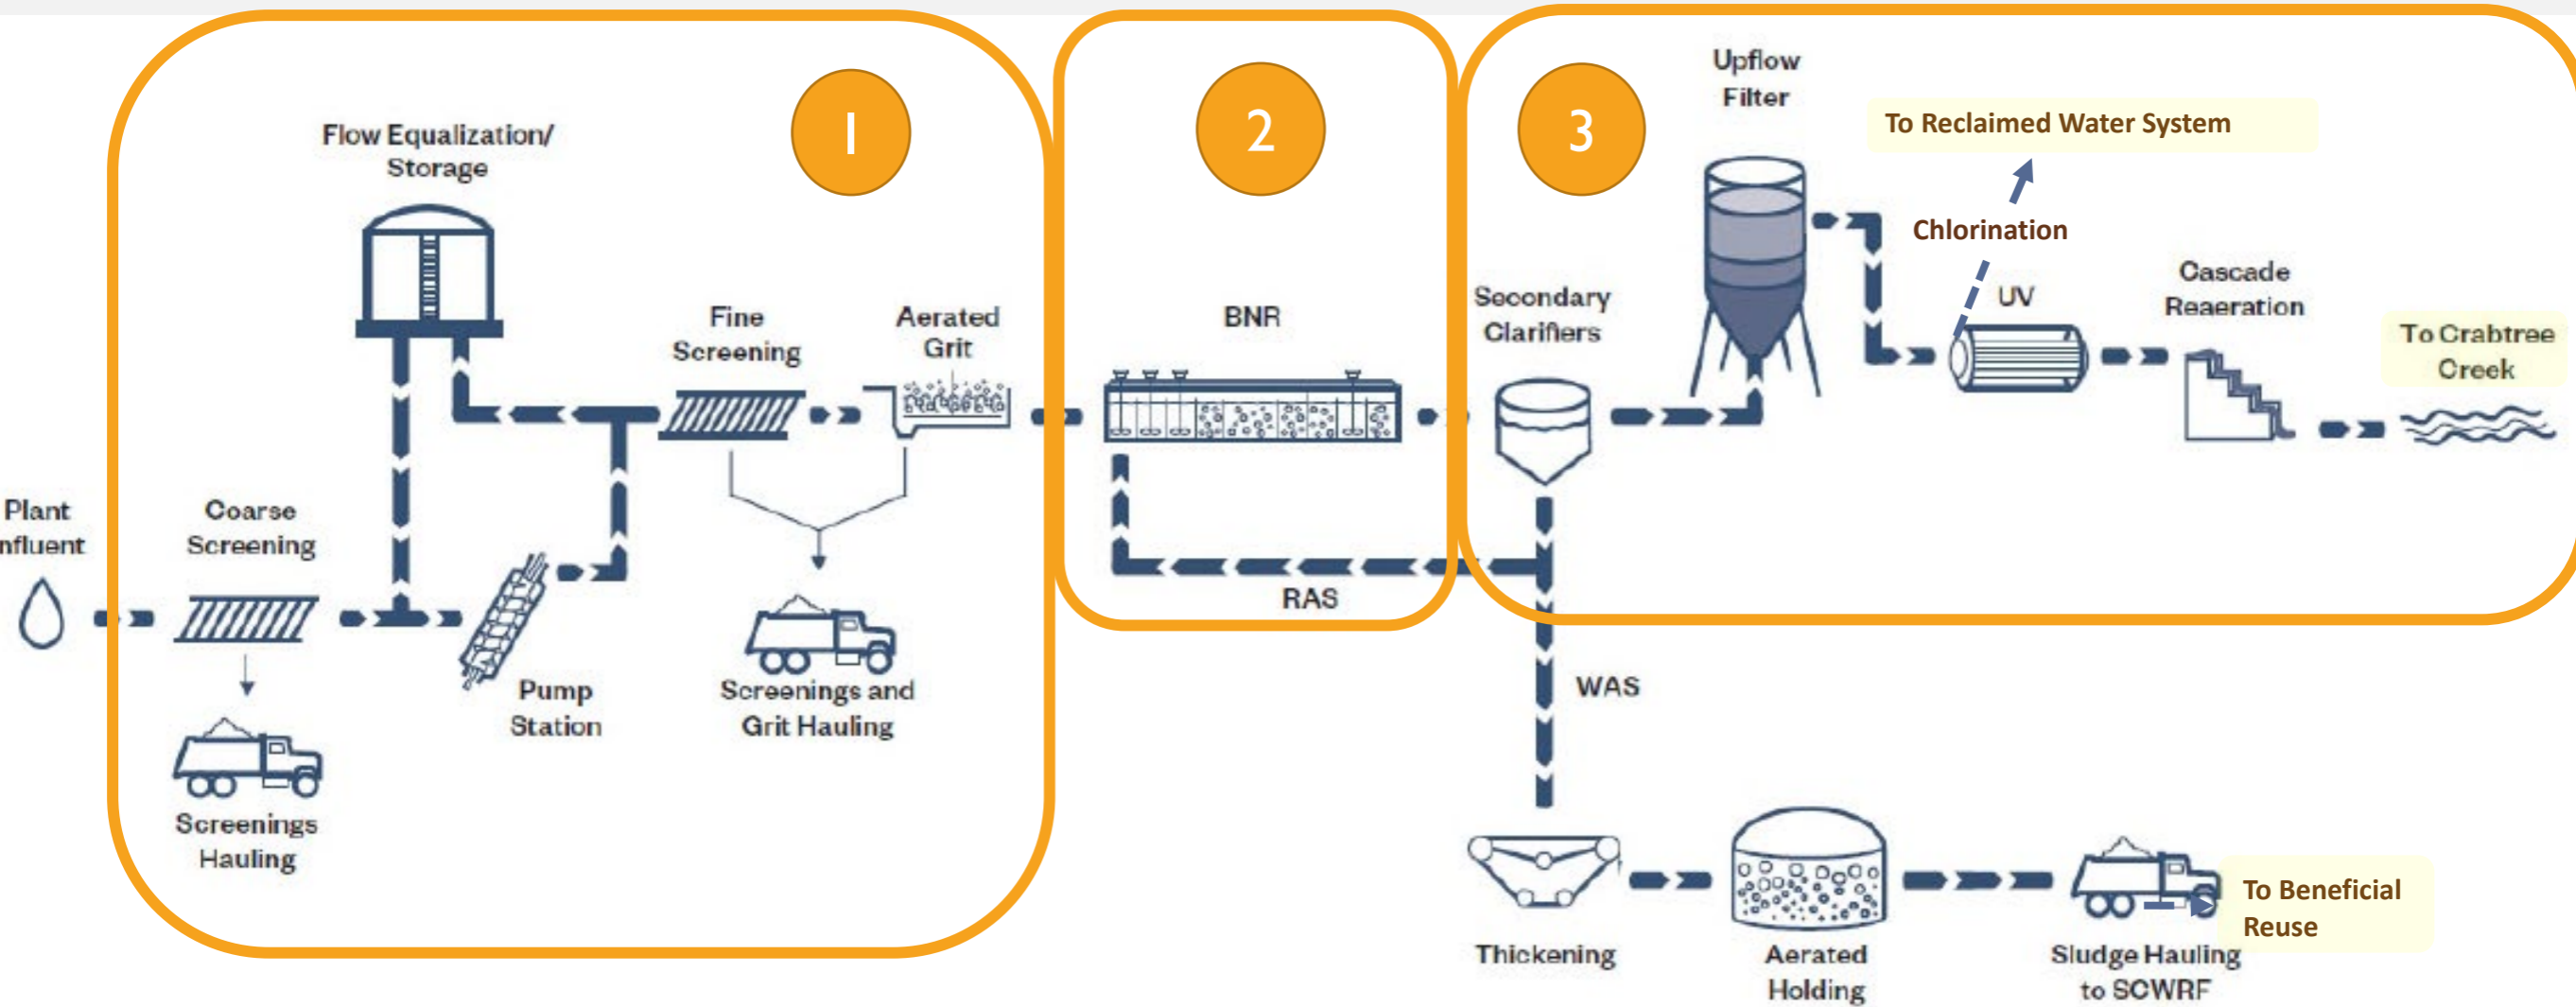 1
2
3
Upflow
Filter
To Reclaimed Water System
Chlorination
Flow Equalization/
Storage
Fine
Screening
Aerated
Grit
BNR
Secondary
Clarifiers
UV
Cascade
Reaeration
To Crabtree
Creek
Plant
nfluent
Coarse
Screening
RAS
Pump
Station
Screenings and
Grit Hauling
WAS
Screenings
Hauling
Thickening
Aerated
Holding
Sludge Hauling
to SCWRF
To Beneficial
Reuse